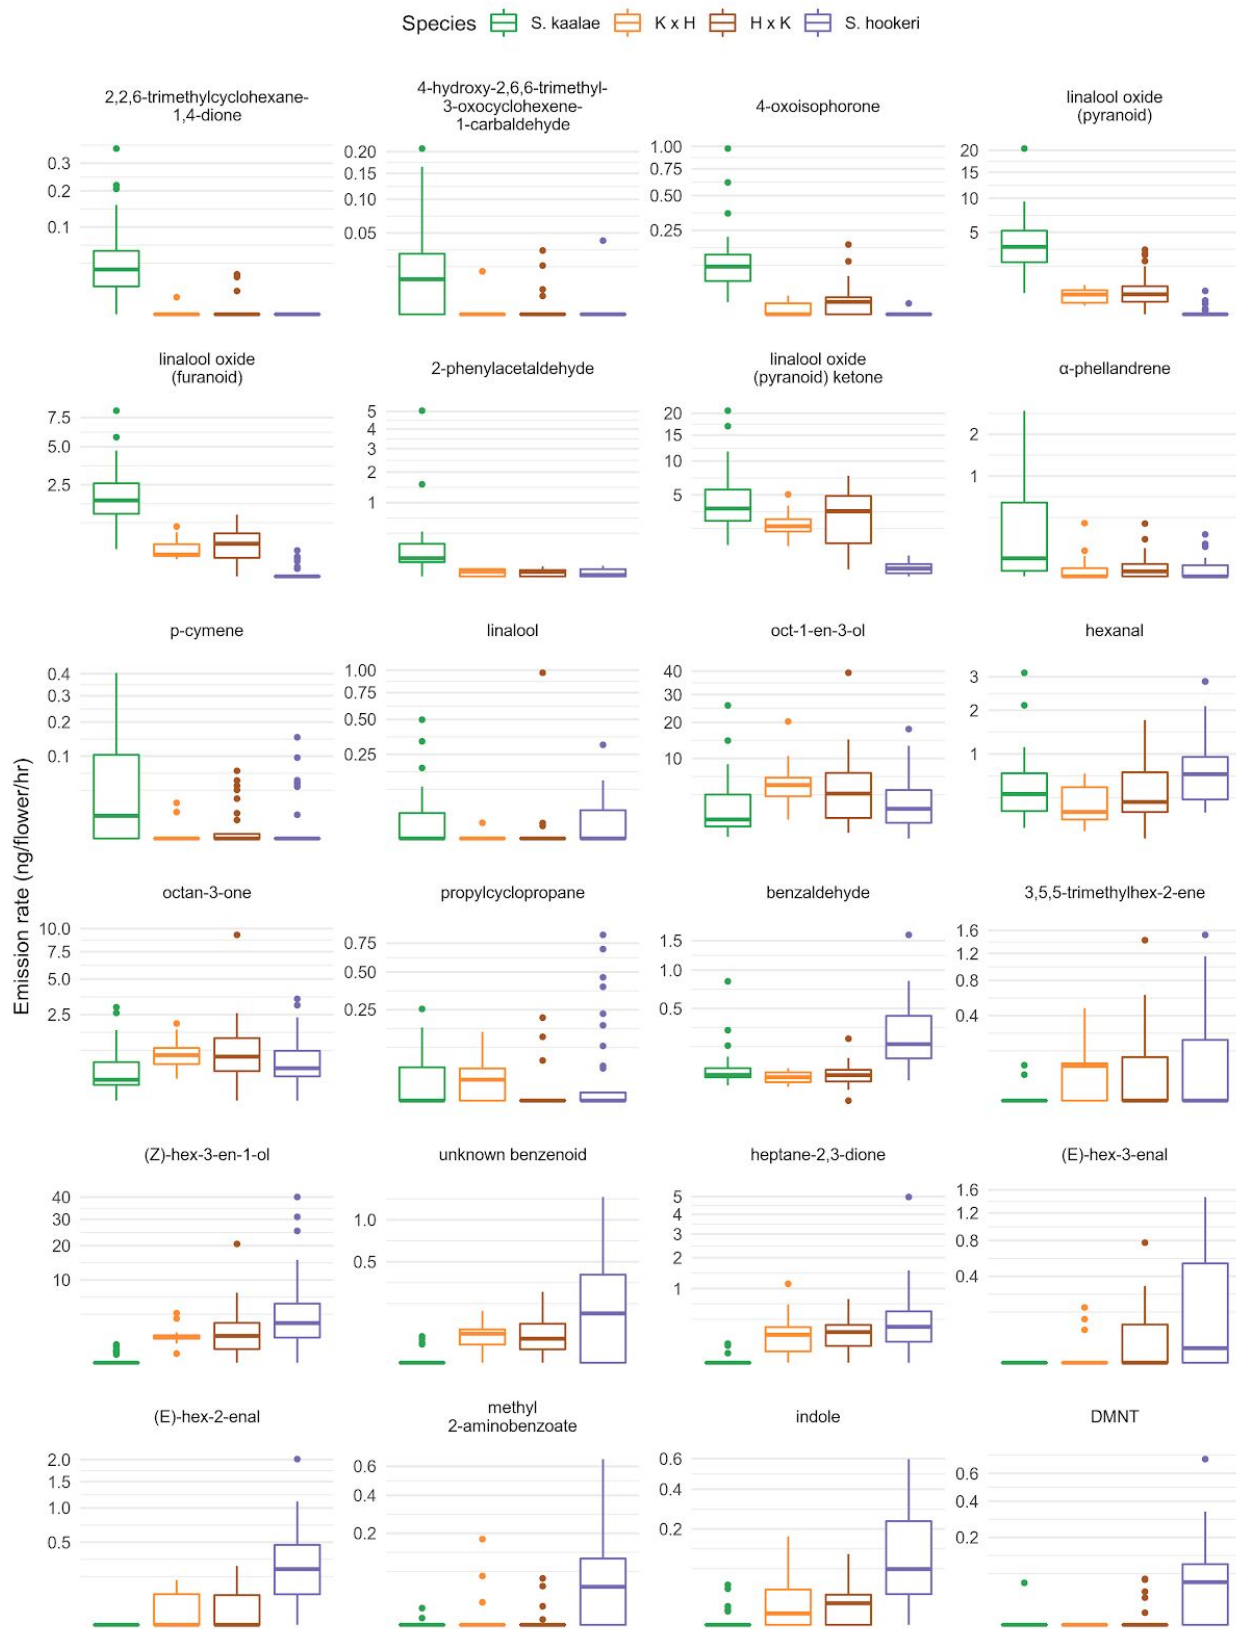 Species S. kaalae K x H H x K S. hookeri
2,2,6-trimethylcyclohexane-
1,4-dione
4-hydroxy-2,6,6-trimethyl-
3-oxocyclohexene-
1-carbaldehyde
4-oxoisophorone
linalool oxide
(pyranoid)
0.3
0.2
0.1
0.20
0.15
0.10
0.05
1.00
0.75
0.50
0.25
20
15
10
5
linalool oxide
(furanoid)
2-phenylacetaldehyde
linalool oxide
(pyranoid) ketone
α-phellandrene
7.5
5.0
2.5
5
4
3
2
1
20
15
10
5
2
1
p-cymene
linalool
oct-1-en-3-ol
hexanal
0.4
0.3
0.2
0.1
1.00
0.75
0.50
0.25
40
30
20
10
3
2
1
Emission rate (ng/flower/hr)
octan-3-one
propylcyclopropane
benzaldehyde
3,5,5-trimethylhex-2-ene
10.0
7.5
5.0
2.5
0.75
0.50
0.25
1.5
1.0
0.5
1.6
1.2
0.8
0.4
(Z)-hex-3-en-1-ol
unknown benzenoid
heptane-2,3-dione
(E)-hex-3-enal
40
30
20
10
1.0
0.5
5
4
3
2
1
1.6
1.2
0.8
0.4
(E)-hex-2-enal
methyl
2-aminobenzoate
indole
DMNT
2.0
1.5
1.0
0.5
0.6
0.4
0.2
0.6
0.4
0.2
0.6
0.4
0.2